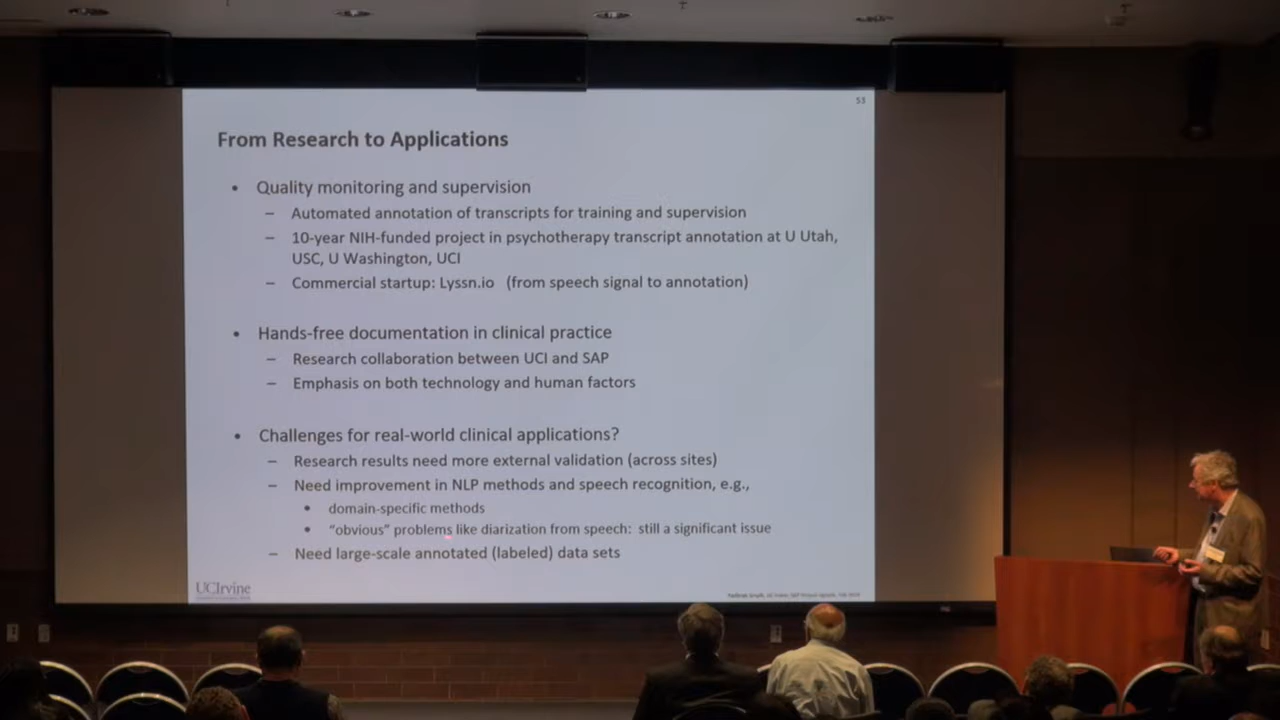 53
From Research to Applications
• Quality monitoring and supervision
– Automated annotation of transcripts for training and supervision
– 10-year NIH-funded project in psychotherapy transcript annotation at U Utah,
USC, U Washington, UCI
– Commercial startup: Lyssn.io (from speech signal to annotation)
• Hands-free documentation in clinical practice
– Research collaboration between UCI and SAP
– Emphasis on both technology and human factors
• Challenges for real-world clinical applications?
– Research results need more external validation (across sites)
– Need improvement in NLP methods and speech recognition, e.g.,
• domain-specific methods
• “obvious” problems like diarization from speech: still a significant issue
– Need large-scale annotated (labeled) data sets
UCIrvine